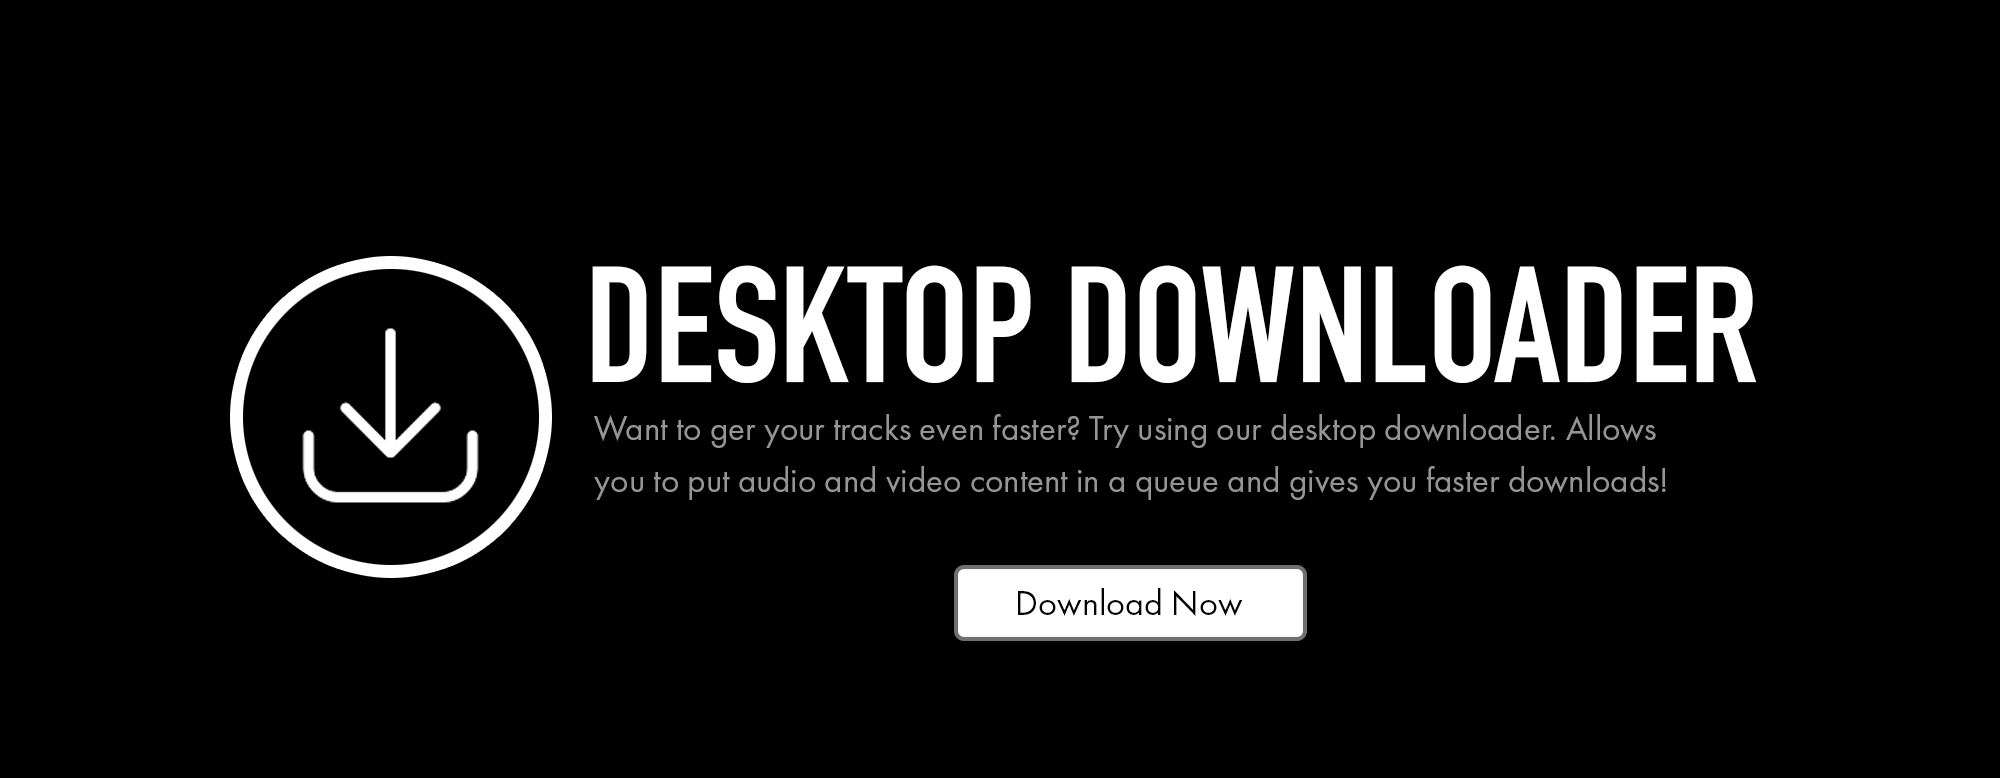 DESKTOP DOWNLOADER
Want to ger your tracks even faster? Try using our desktop downloader. Allows
you to put audio and video content in a queue and gives you faster downloads!
Download Now